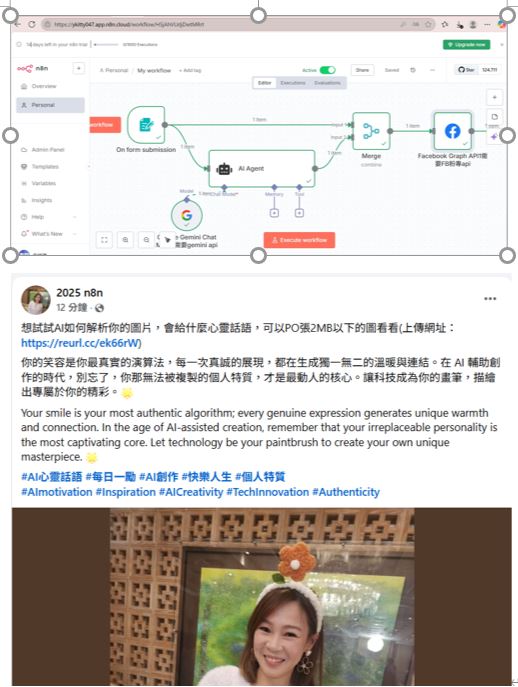 https://ykitty047.app.n8n.cloud/workflow/
days left in your n8n trial
Executions
Upgrade now
n8n
Personal
My workflow
+ Add tag
Active
Share
Saved
Star
124,711
Overview
Personal
Admin Panel
Templates
Variables
Insights
Help
What's New
Editor
Executions
Evaluations
workflow
On form submission
1 item
1 item
AI Agent
Model
Chat Model*
Memory
Tool
Input 1
Input 2
1 item
Merge
combine
1 item
Facebook Graph API1需
要FB粉專api
1 item
e Gemini Chat
需要gemini api
Execute workflow
2025 n8n
12 分鐘 ·
想試試AI如何解析你的圖片，會給什麼心靈話語，可以PO張2MB以下的圖看看(上傳網址：
https://reurl.cc/ek66rW)
你的笑容是你最真實的演算法，每一次真誠的展現，都在生成獨一無二的溫暖與連結。在 AI 輔助創
作的時代，別忘了，你那無法被複製的個人特質，才是最動人的核心。讓科技成為你的畫筆，描繪
出專屬於你的精彩。🌟
Your smile is your most authentic algorithm; every genuine expression generates unique warmth
and connection. In the age of AI-assisted creation, remember that your irreplaceable personality is
the most captivating core. Let technology be your paintbrush to create your own unique
masterpiece. 🌟
#AI心靈話語 #每日一勵 #AI創作 #快樂人生 #個人特質
#AImotivation #Inspiration #AICreativity #TechInnovation #Authenticity